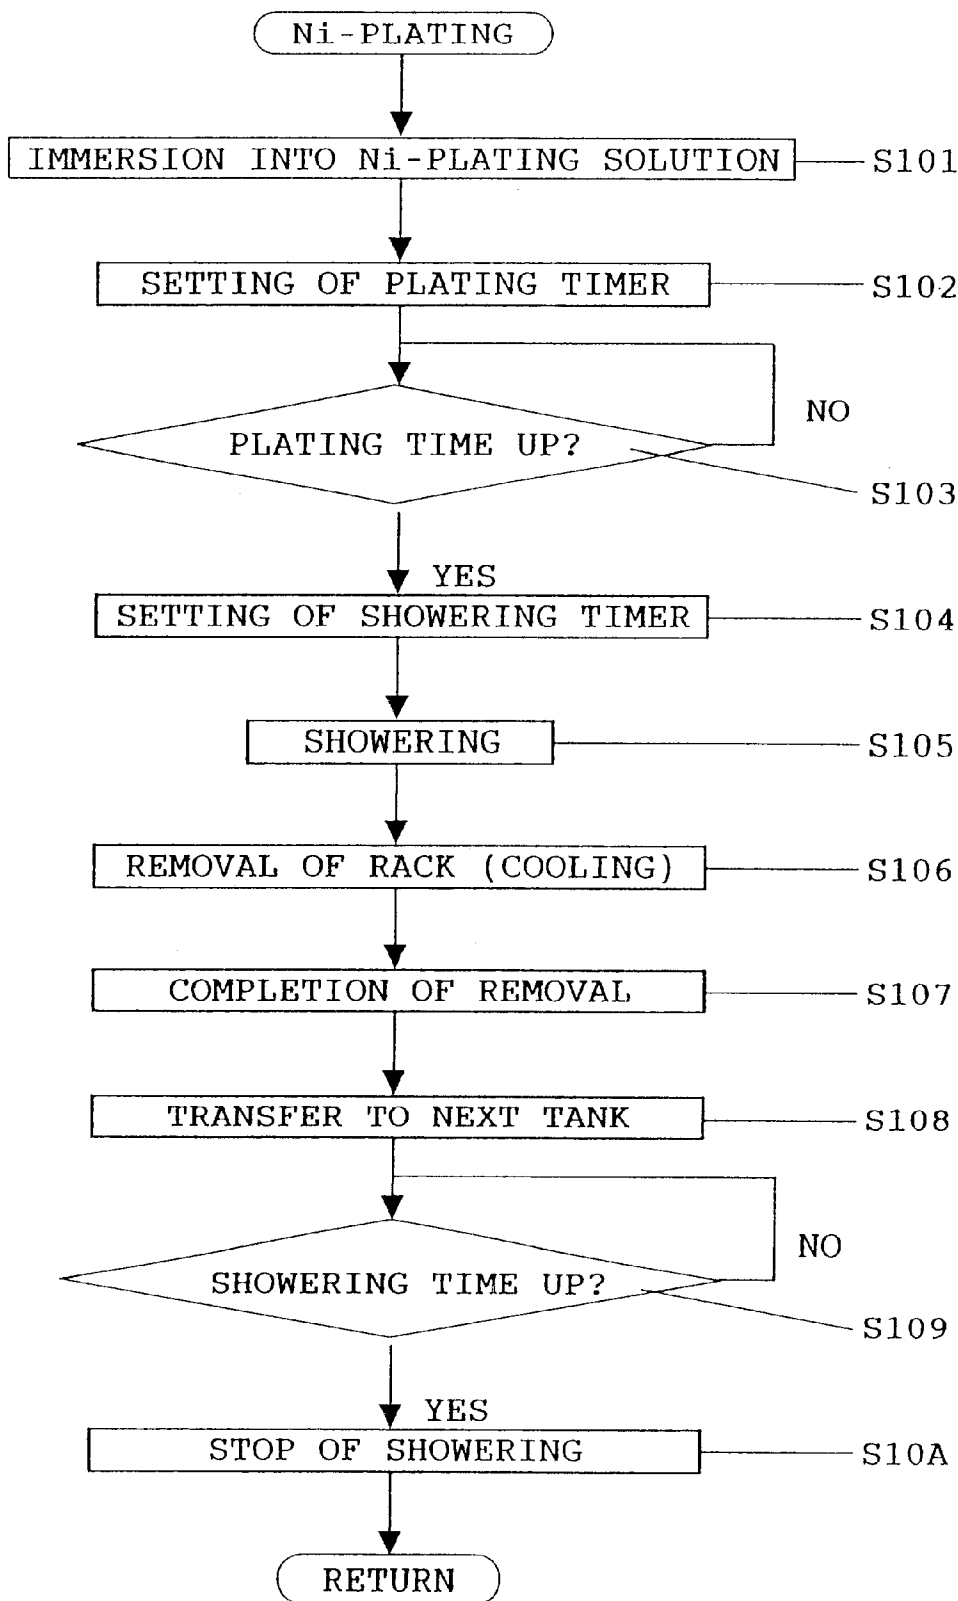 Ni-PLATING
IMMERSION INTO Ni-PLATING SOLUTION
S101
SETTING OF PLATING TIMER
S102
NO
PLATING TIME UP?
S103
YES
SETTING OF SHOWERING TIMER
S104
SHOWERING
S105
REMOVAL OF RACK (COOLING)
S106
COMPLETION OF REMOVAL
S107
TRANSFER TO NEXT TANK
S108
NO
SHOWERING TIME UP?
S109
YES
STOP OF SHOWERING
S10A
RETURN